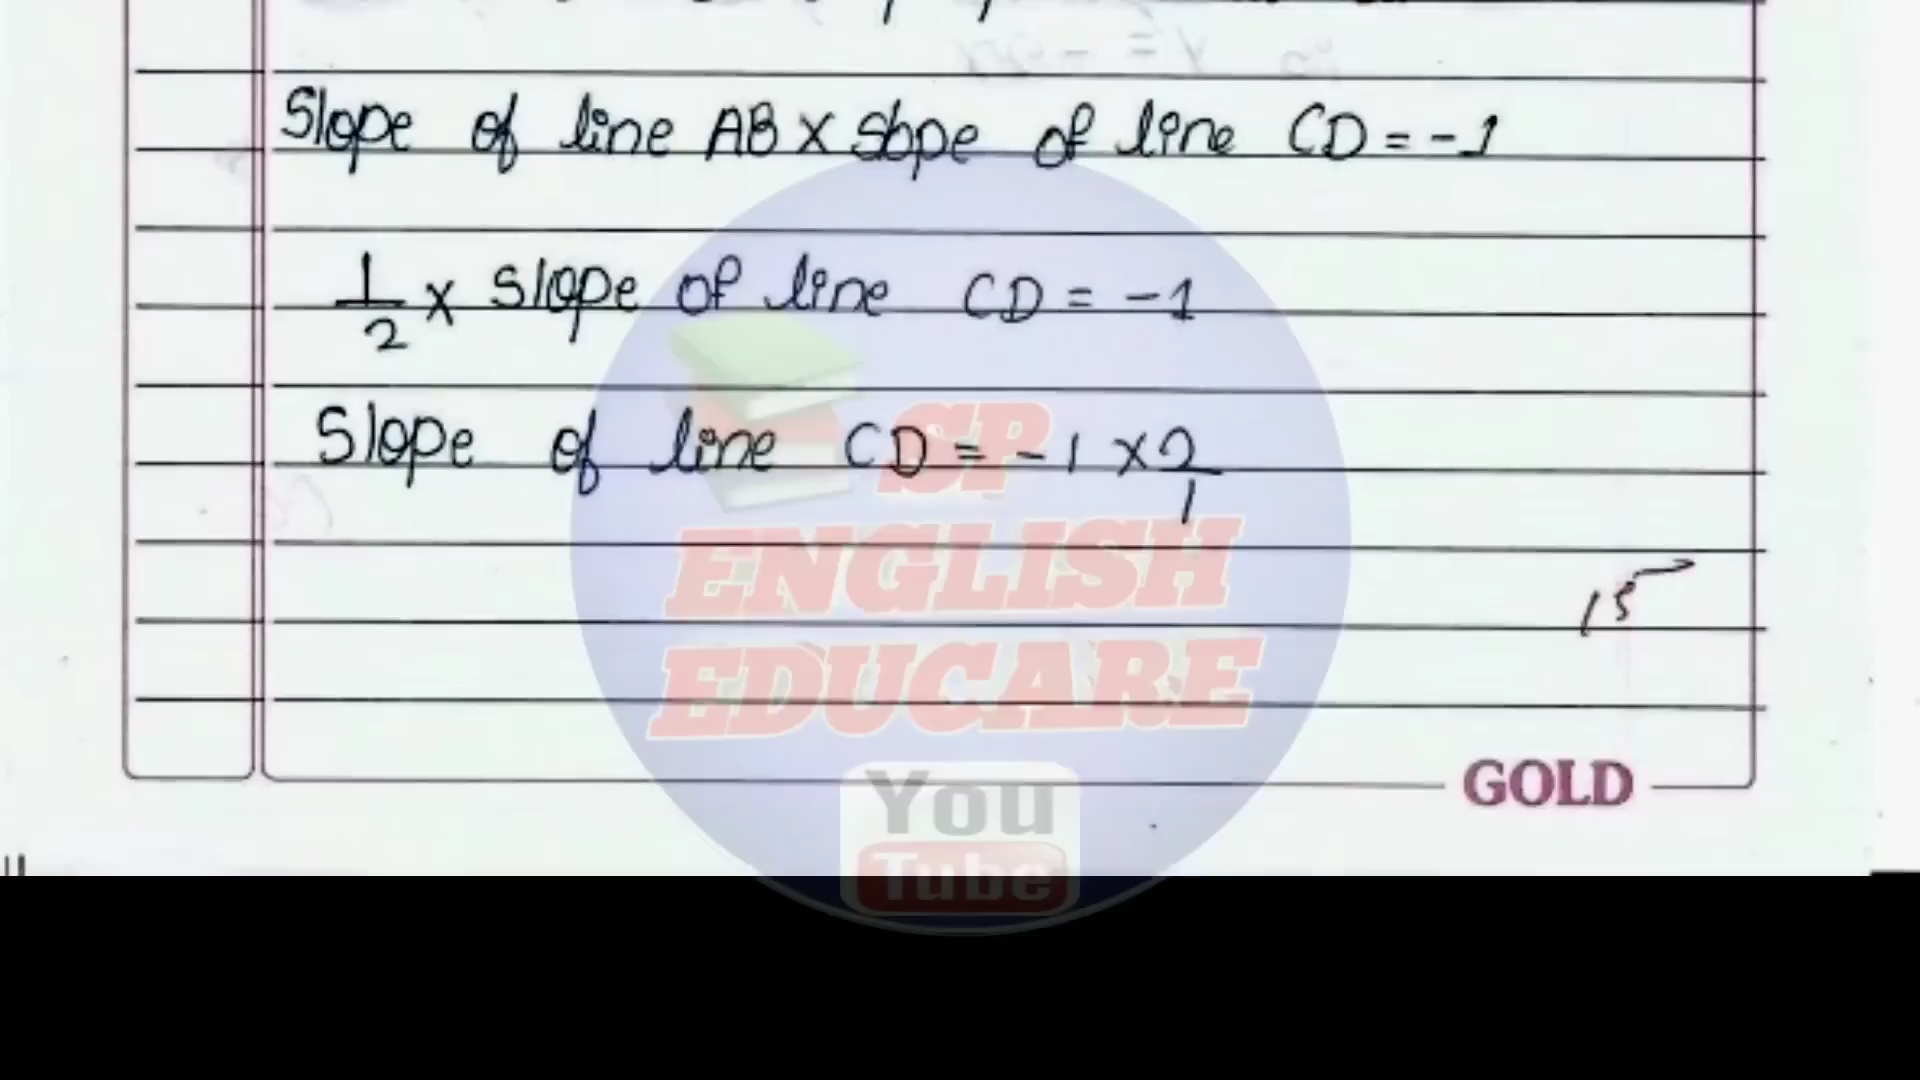 Slope of line AB × Slope of line CD = -1
1/2 × slope of line CD = -1
Slope of line CD = -1 × 2/1
15
SP
ENGLISH
EDUCARE
GOLD
You
Tube